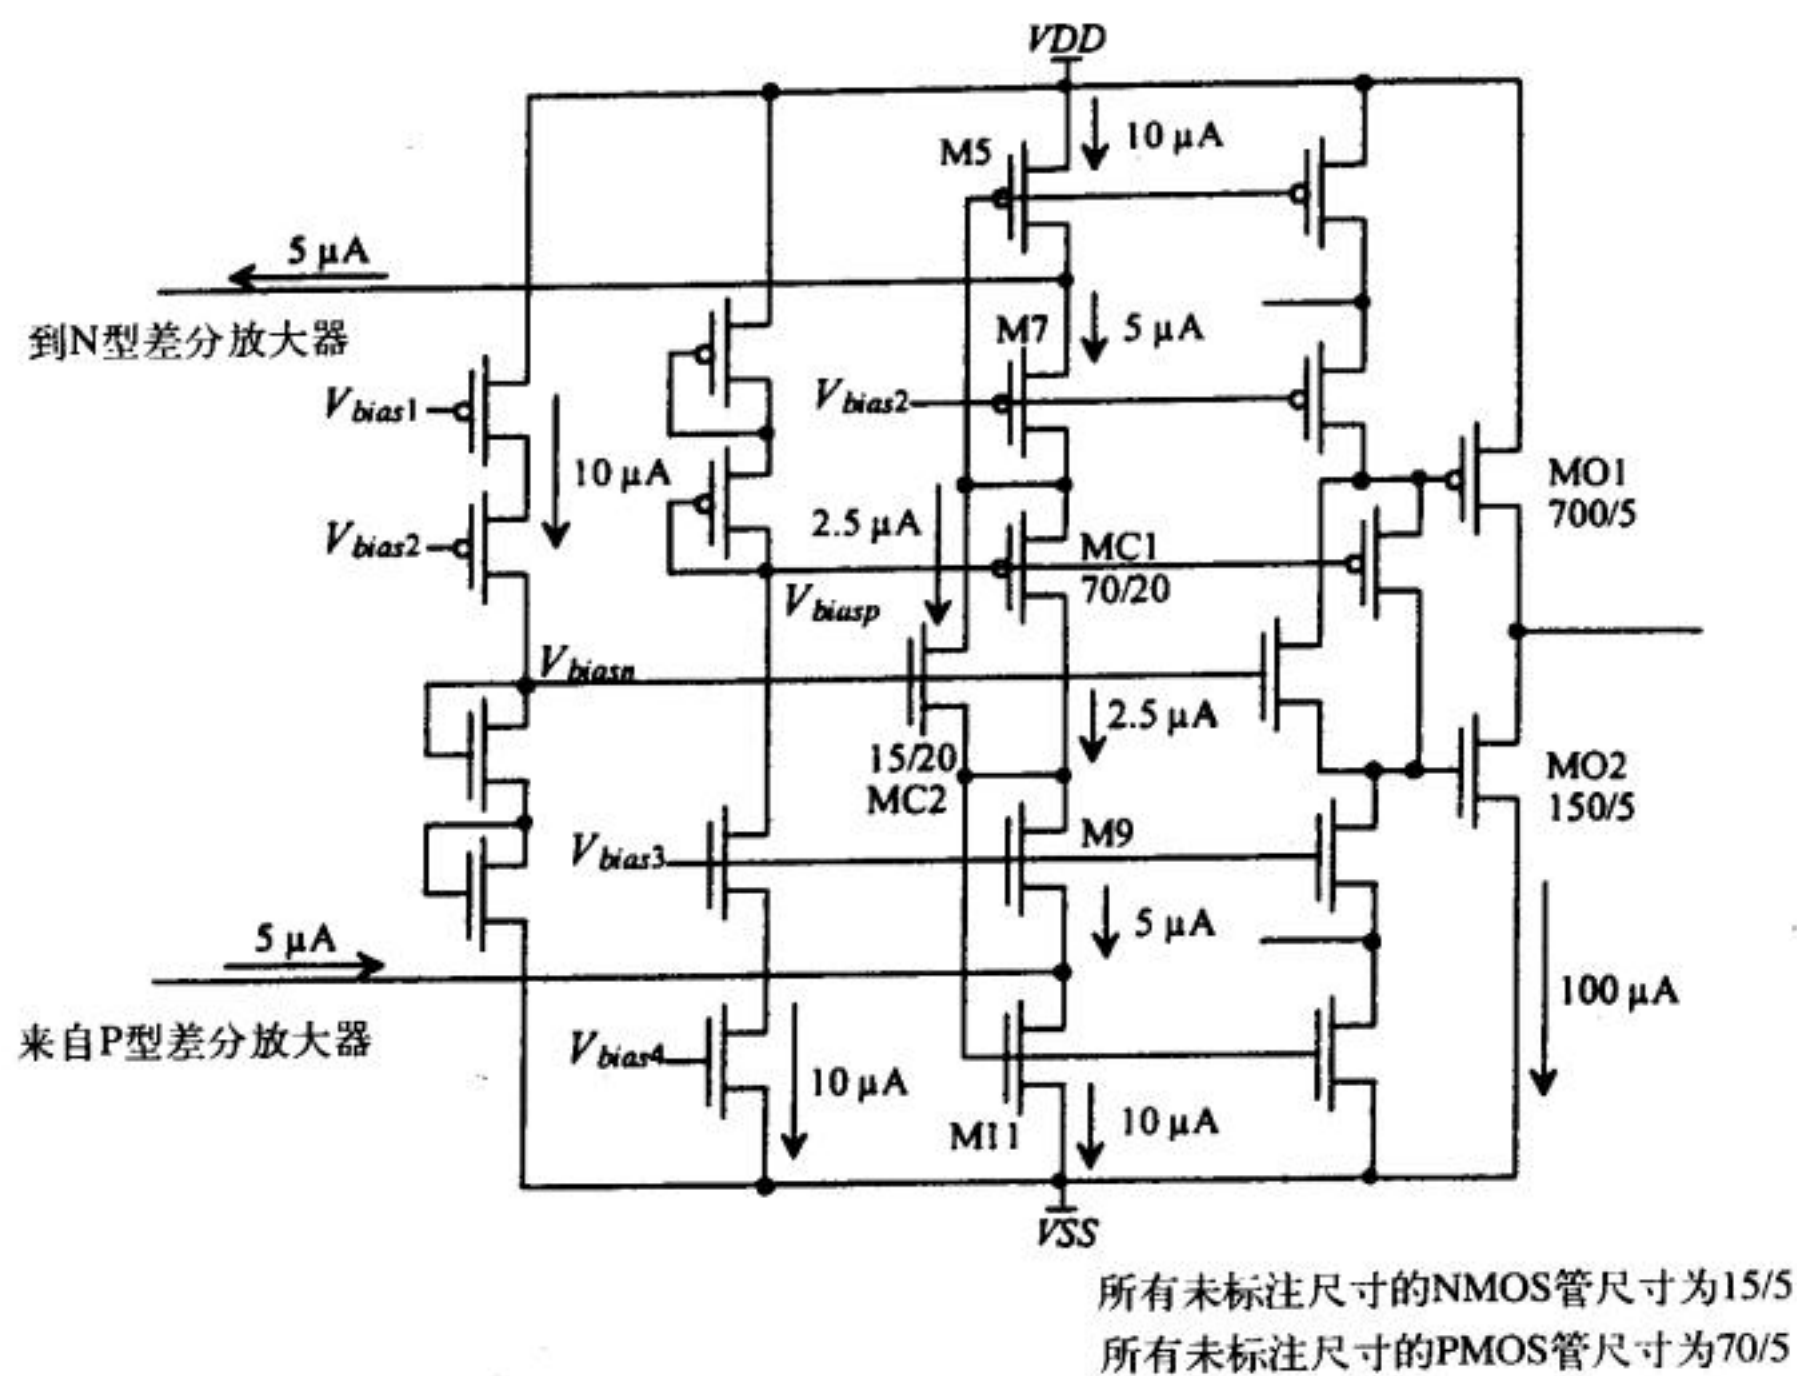 VDD
10 μA
M5
5 μA
到N型差分放大器
M7
5 μA
Vbias1
Vbias2
10 μA
MO1
700/5
2.5 μA
Vbias2
MC1
70/20
Vbiasp
Vbiasn
2.5 μA
15/20
MC2
MO2
150/5
M9
Vbias3
5 μA
5 μA
100 μA
来自P型差分放大器
Vbias4
10 μA
M11
10 μA
VSS
所有未标注尺寸的NMOS管尺寸为15/5
所有未标注尺寸的PMOS管尺寸为70/5